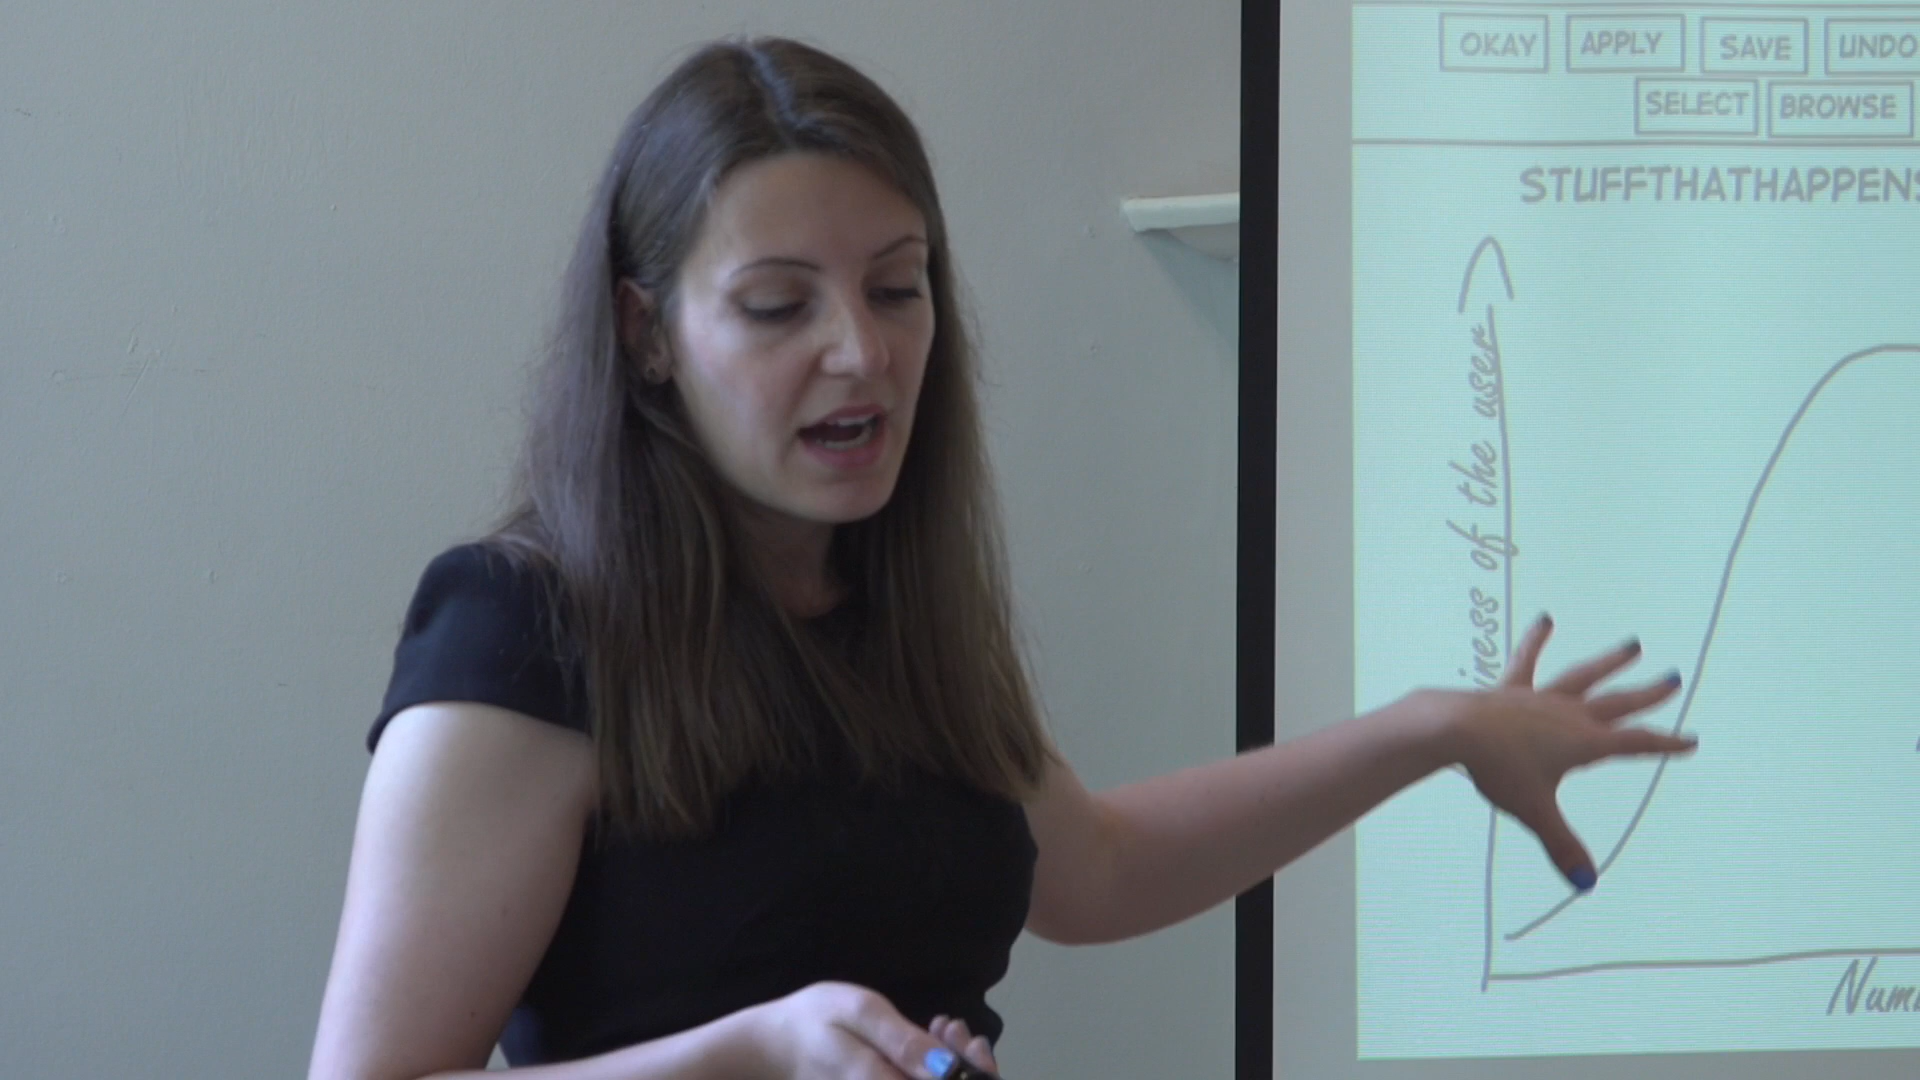 OKAY APPLY SAVE UNDO
SELECT BROWSE
STUFFTHATHAPPENS
of the user